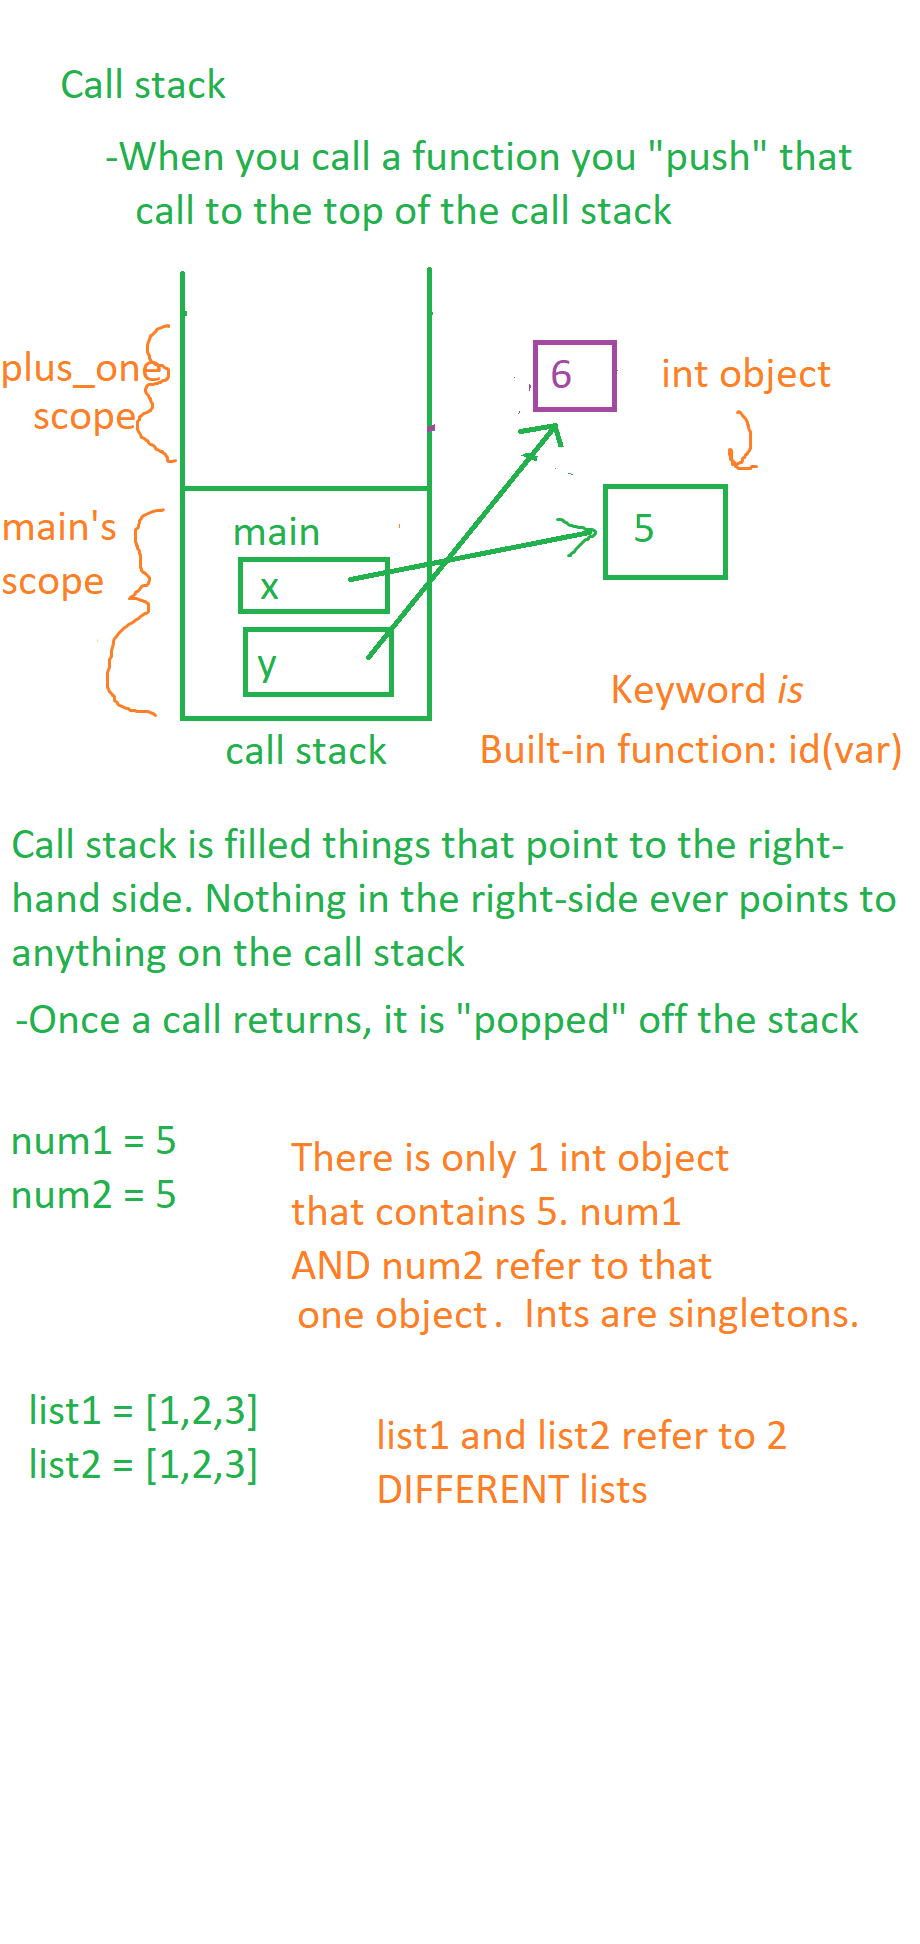 Call stack
-When you call a function you "push" that
call to the top of the call stack
plus_one
scope
6
int object
main's
scope
main
x
y
5
call stack
Keyword is
Built-in function: id(var)
Call stack is filled things that point to the right-
hand side. Nothing in the right-side ever points to
anything on the call stack
-Once a call returns, it is "popped" off the stack
num1 = 5
num2 = 5
There is only 1 int object
that contains 5. num1
AND num2 refer to that
one object. Ints are singletons.
list1 = [1,2,3]
list2 = [1,2,3]
list1 and list2 refer to 2
DIFFERENT lists